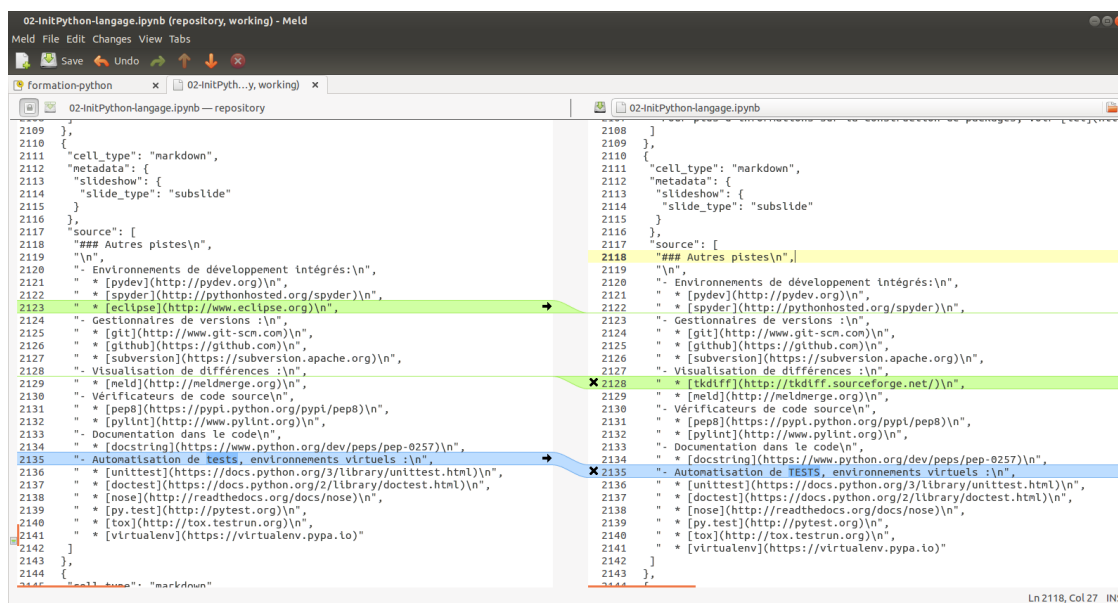 02-InitPython-langage.ipynb (repository, working) - Meld
Meld File Edit Changes View Tabs
Save Undo
formation-python x 02-InitPyth…y, working) x
02-InitPython-langage.ipynb — repository
2109 },
2110 {
2111 "cell_type": "markdown",
2112 "metadata": {
2113 "slideshow": {
2114 "slide_type": "subslide"
2115 }
2116 },
2117 "source": [
2118 "### Autres pistes\n",
2119 "\n",
2120 "- Environnements de développement intégrés:\n",
2121 " * [pydev](http://pydev.org)\n",
2122 " * [spyder](http://pythonhosted.org/spyder)\n",
2123 " * [eclipse](http://www.eclipse.org)\n",
2124 "- Gestionnaires de versions :\n",
2125 " * [git](http://www.git-scm.com)\n",
2126 " * [github](https://github.com)\n",
2127 " * [subversion](https://subversion.apache.org)\n",
2128 "- Visualisation de différences :\n",
2129 " * [meld](http://meldmerge.org)\n",
2130 "- Vérificateurs de code source\n",
2131 " * [pep8](https://pypi.python.org/pypi/pep8)\n",
2132 " * [pylint](http://www.pylint.org)\n",
2133 "- Documentation dans le code\n",
2134 " * [docstring](https://www.python.org/dev/peps/pep-0257)\n",
2135 "- Automatisation de tests, environnements virtuels :\n",
2136 " * [unittest](https://docs.python.org/3/library/unittest.html)\n",
2137 " * [doctest](https://docs.python.org/2/library/doctest.html)\n",
2138 " * [nose](http://readthedocs.org/docs/nose)\n",
2139 " * [py.test](http://pytest.org)\n",
2140 " * [tox](http://tox.testrun.org)\n",
2141 " * [virtualenv](https://virtualenv.pypa.io)"
2142 ]
2143 },
2144 {
"cell_type": "markdown"
02-InitPython-langage.ipynb
2108 ]
2109 },
2110 {
2111 "cell_type": "markdown",
2112 "metadata": {
2113 "slideshow": {
2114 "slide_type": "subslide"
2115 }
2116 },
2117 "source": [
2118 "### Autres pistes\n",
2119 "\n",
2120 "- Environnements de développement intégrés:\n",
2121 " * [pydev](http://pydev.org)\n",
2122 " * [spyder](http://pythonhosted.org/spyder)\n",
2123 "- Gestionnaires de versions :\n",
2124 " * [git](http://www.git-scm.com)\n",
2125 " * [github](https://github.com)\n",
2126 " * [subversion](https://subversion.apache.org)\n",
2127 "- Visualisation de différences :\n",
2128 " * [tkdiff](http://tkdiff.sourceforge.net/)\n",
2129 " * [meld](http://meldmerge.org)\n",
2130 "- Vérificateurs de code source\n",
2131 " * [pep8](https://pypi.python.org/pypi/pep8)\n",
2132 " * [pylint](http://www.pylint.org)\n",
2133 "- Documentation dans le code\n",
2134 " * [docstring](https://www.python.org/dev/peps/pep-0257)\n",
2135 "- Automatisation de TESTS, environnements virtuels :\n",
2136 " * [unittest](https://docs.python.org/3/library/unittest.html)\n",
2137 " * [doctest](https://docs.python.org/2/library/doctest.html)\n",
2138 " * [nose](http://readthedocs.org/docs/nose)\n",
2139 " * [py.test](http://pytest.org)\n",
2140 " * [tox](http://tox.testrun.org)\n",
2141 " * [virtualenv](https://virtualenv.pypa.io)"
2142 ]
2143 },
Ln 2118, Col 27 IN